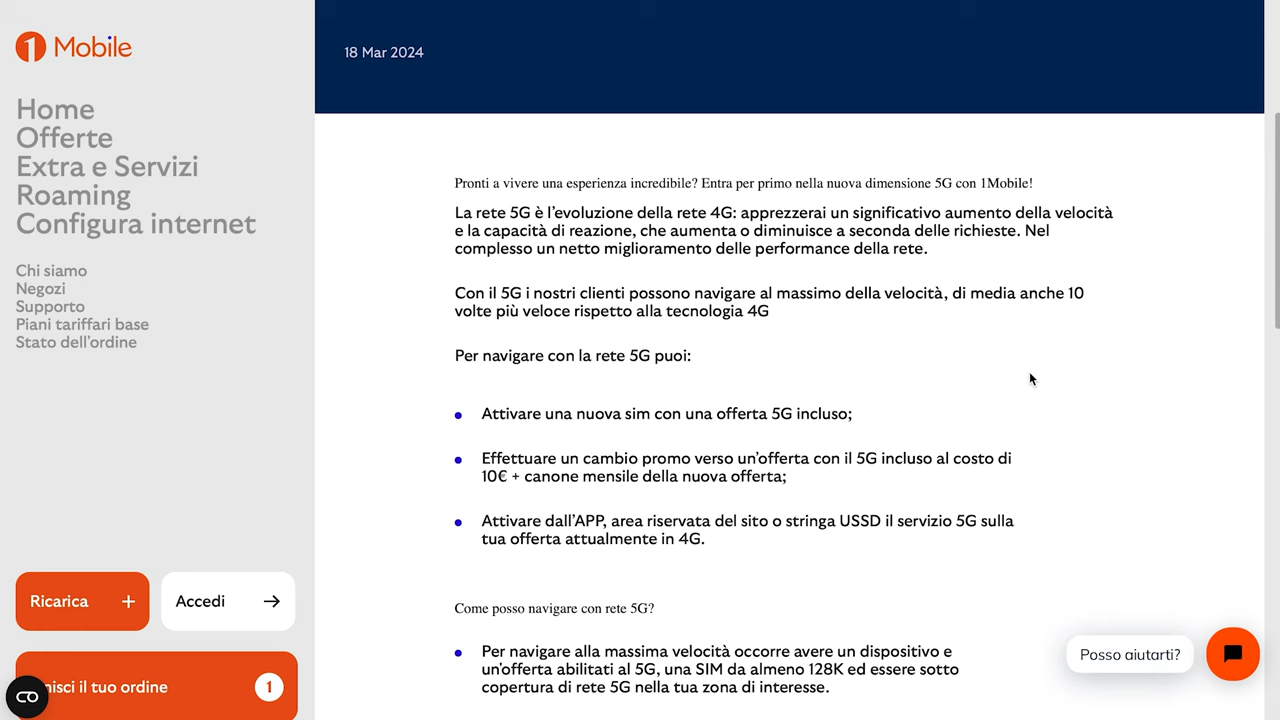 1 Mobile
Home
Offerte
Extra e Servizi
Roaming
Configura internet
Chi siamo
Negozi
Supporto
Piani tariffari base
Stato dell'ordine
Ricarica +
Accedi
nisci il tuo ordine 1
18 Mar 2024
Pronti a vivere una esperienza incredibile? Entra per primo nella nuova dimensione 5G con 1Mobile!
La rete 5G è l'evoluzione della rete 4G: apprezzerai un significativo aumento della velocità
e la capacità di reazione, che aumenta o diminuisce a seconda delle richieste. Nel
complesso un netto miglioramento delle performance della rete.
Con il 5G i nostri clienti possono navigare al massimo della velocità, di media anche 10
volte più veloce rispetto alla tecnologia 4G
Per navigare con la rete 5G puoi:
Attivare una nuova sim con una offerta 5G incluso;
Effettuare un cambio promo verso un'offerta con il 5G incluso al costo di
10€ + canone mensile della nuova offerta;
Attivare dall'APP, area riservata del sito o stringa USSD il servizio 5G sulla
tua offerta attualmente in 4G.
Come posso navigare con rete 5G?
Per navigare alla massima velocità occorre avere un dispositivo e
un'offerta abilitati al 5G, una SIM da almeno 128K ed essere sotto
copertura di rete 5G nella tua zona di interesse.
Posso aiutarti?